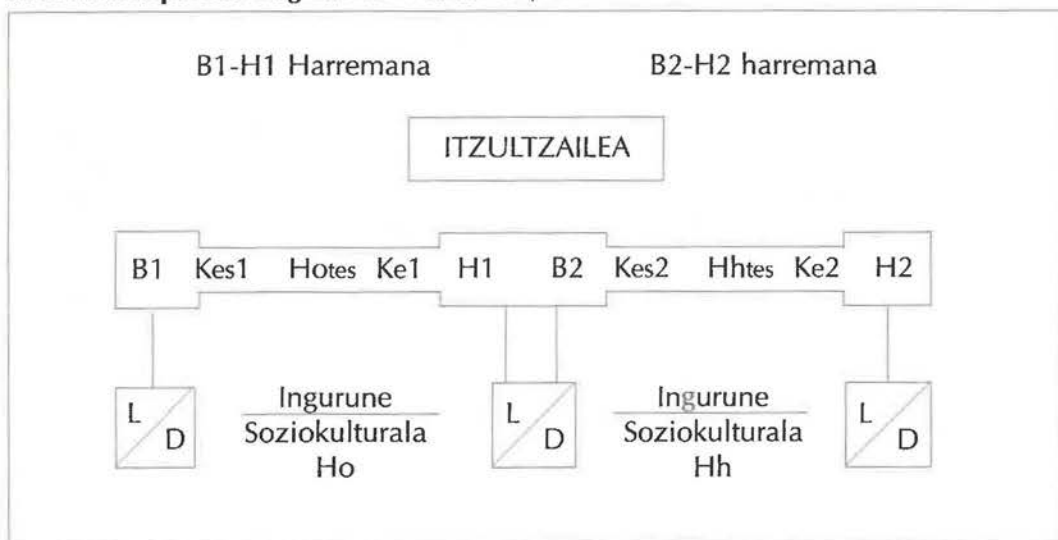 B1-H1 Harremana B2-H2 harremana
ITZULTZAILEA
B1 Kes1 Hotes Ke1 H1 B2 Kes2 Hhtes Ke2 H2
L D Ingurune L D Ingurune L D
Soziokulturala Soziokulturala
Ho Hh